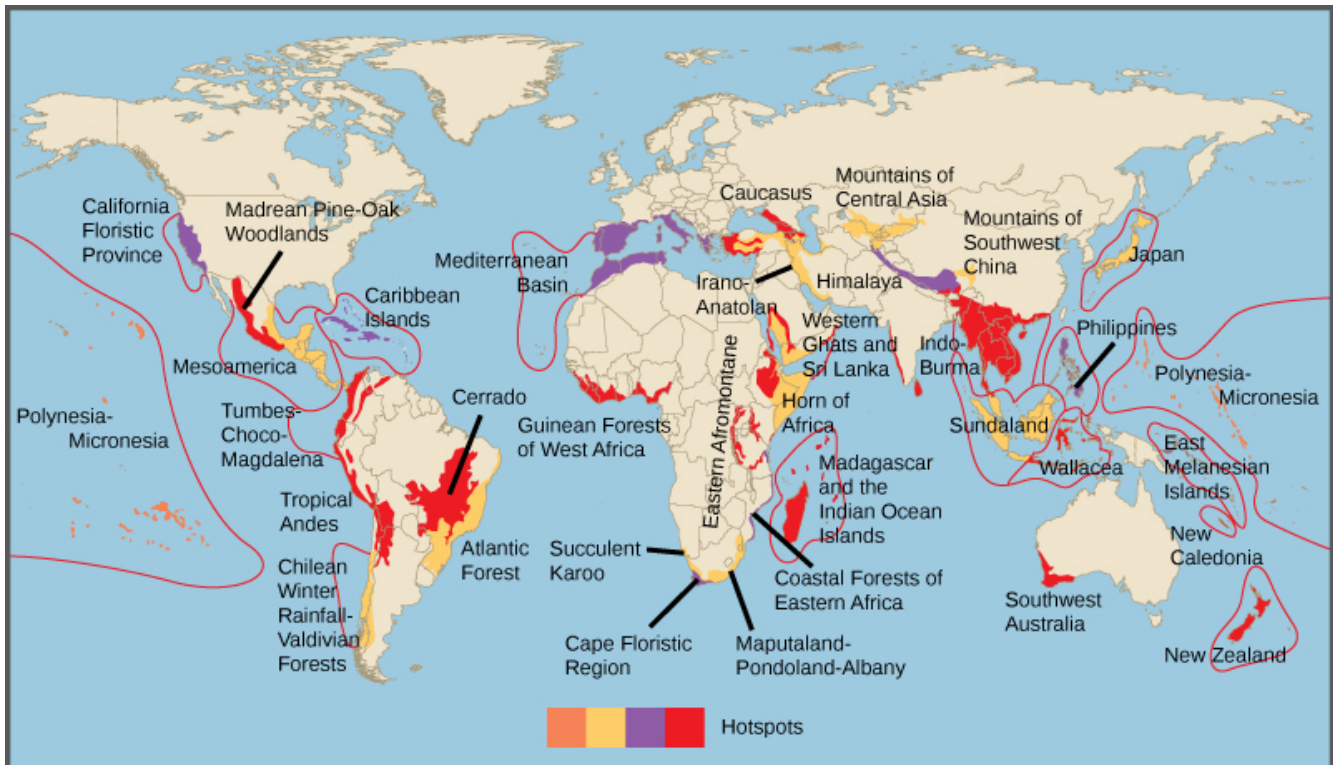 California
Floristic
Province
Madrean Pine-Oak
Woodlands
Caribbean
Islands
Mesoamerica
Polynesia-
Micronesia
Tumbes-
Choco-
Magdalena
Cerrado
Tropical
Andes
Atlantic
Forest
Chilean
Winter
Rainfall-
Valdivian
Forests
Mediterranean
Basin
Caucasus
Mountains of
Central Asia
Mountains of
Southwest
China
Japan
Irano-
Anatolan
Himalaya
Western
Ghats and
Sri Lanka
Indo-
Burma
Philippines
Guinean Forests
of West Africa
Eastern Afromontane
Horn of
Africa
Sundaland
Wallacea
Polynesia-
Micronesia
East
Melanesian
Islands
Madagascar
and the
Indian Ocean
Islands
New
Caledonia
Succulent
Karoo
Coastal Forests of
Eastern Africa
Southwest
Australia
Cape Floristic
Region
Maputaland-
Pondoland-Albany
New Zealand
Hotspots